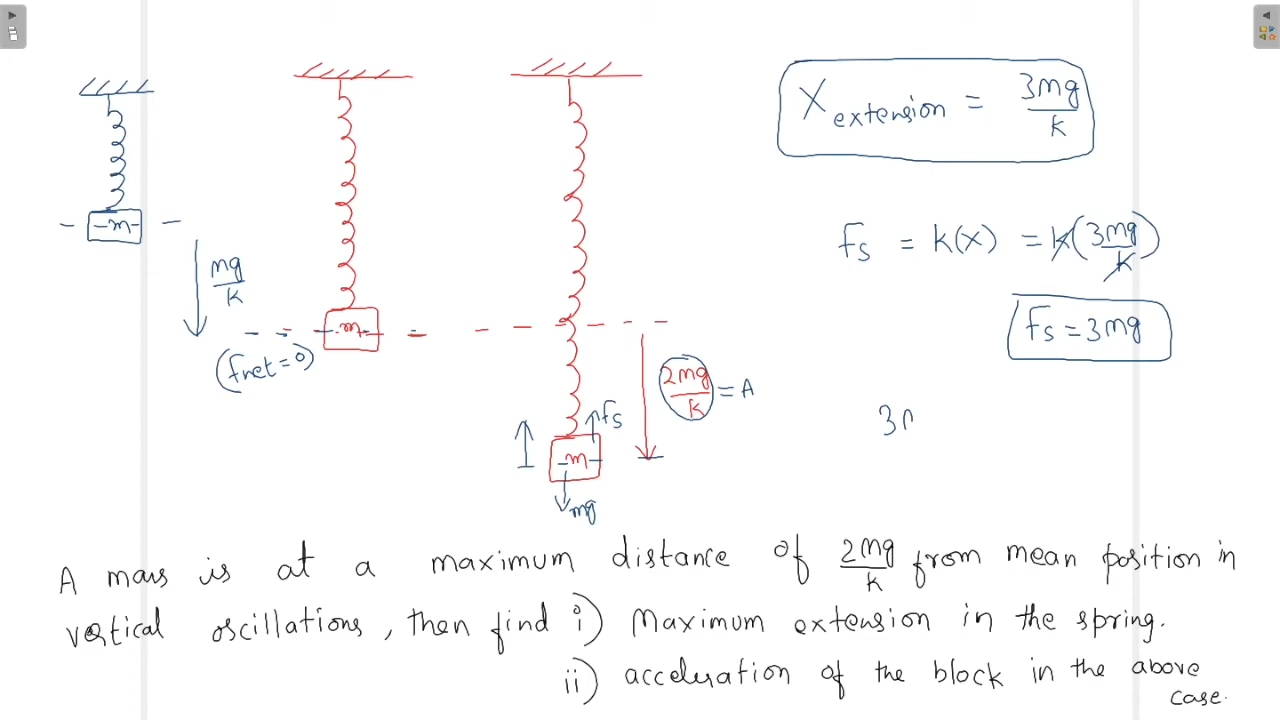 X extension = 3mg/k
fs = k(x) = k(3mg/k)
fs = 3mg
3
-m-
mg/k
-m-
(fnet = 0)
2mg/k = A
fs
-m-
mg
A mass is at a maximum distance of 2mg/k from mean position in
vertical oscillations, then find i) Maximum extension in the spring.
ii) acceleration of the block in the above
case.